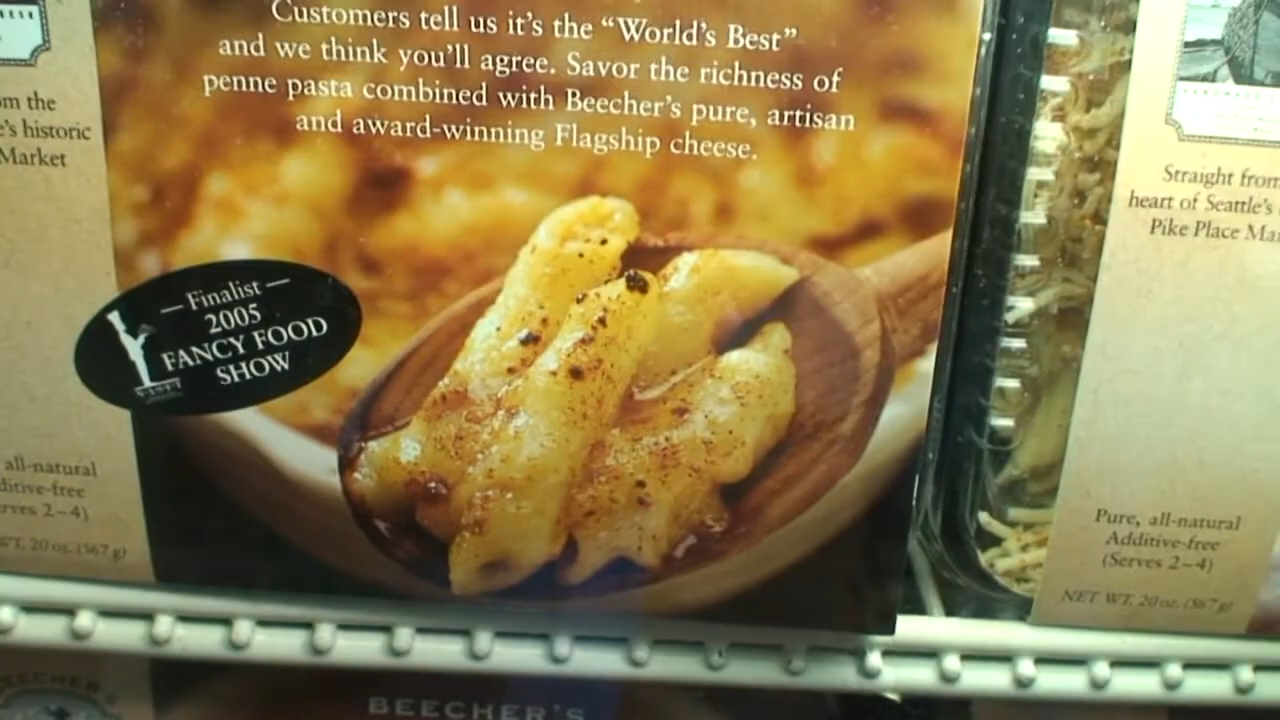 Customers tell us it's the "World's Best"
and we think you'll agree. Savor the richness of
penne pasta combined with Beecher's pure, artisan
and award-winning Flagship cheese.
— Finalist —
2005
FANCY FOOD
SHOW
m the
historic
Market
all-natural
WT. 20 oz. (567 g)
2–4)
Straight from
heart of Seattle's
Pike Place
Pure, all-natural
Additive-free
(Serves 2–4)
NET WT. 20 oz. (567 g)
BEECHER'S
BEECHER'S